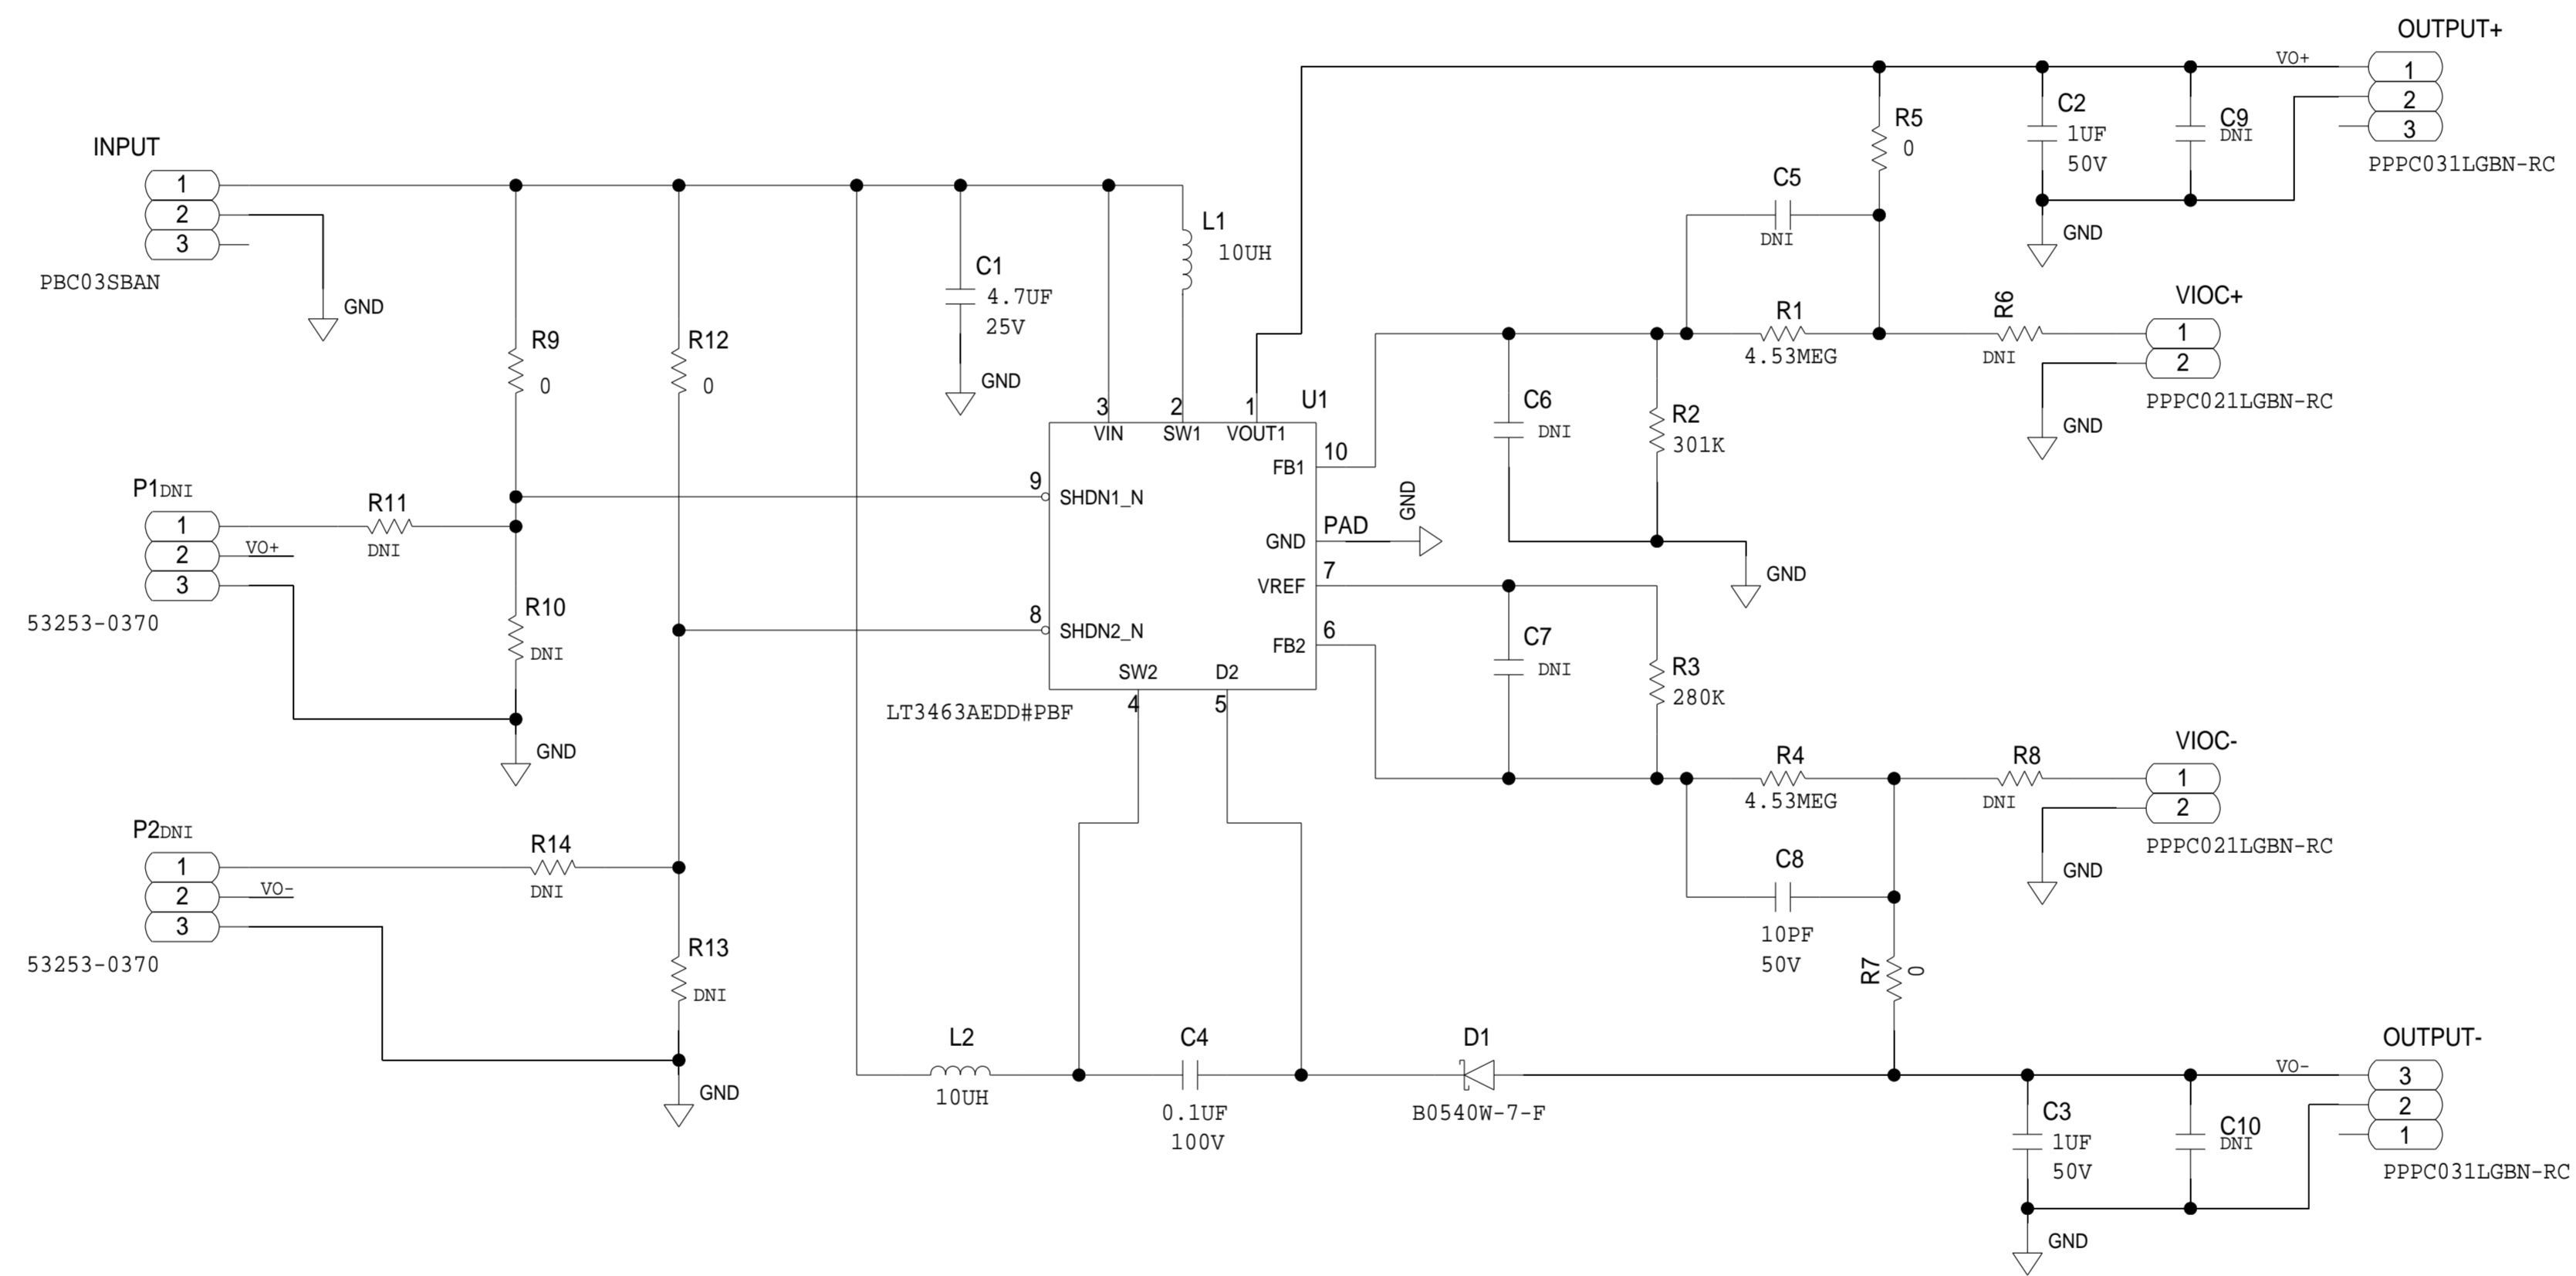 INPUT
1
2
3
PBC03SBAN
GND
P1 DNI
1
2
3
VO+
53253-0370
R11
DNI
R9
0
R10
DNI
GND
P2 DNI
1
2
3
VO-
53253-0370
R14
DNI
R12
0
R13
DNI
GND
C1
4.7UF
25V
GND
L1
10UH
U1
3
2
1
VIN
SW1
VOUT1
9
SHDN1_N
8
SHDN2_N
FB1
10
GND
PAD
GND
VREF
7
FB2
6
SW2
D2
4
5
LT3463AEDD#PBF
L2
10UH
C4
0.1UF
100V
D1
B0540W-7-F
C6
DNI
R2
301K
GND
C7
DNI
R3
280K
C5
DNI
R5
0
R1
4.53MEG
R6
DNI
VIOC+
1
2
PPPC021LGBN-RC
GND
C2
1UF
50V
C9
DNI
GND
VO+
OUTPUT+
1
2
3
PPPC031LGBN-RC
R4
4.53MEG
R8
DNI
VIOC-
1
2
PPPC021LGBN-RC
GND
C8
10PF
50V
R7
0
VO-
OUTPUT-
3
2
1
PPPC031LGBN-RC
C3
1UF
50V
C10
DNI
GND